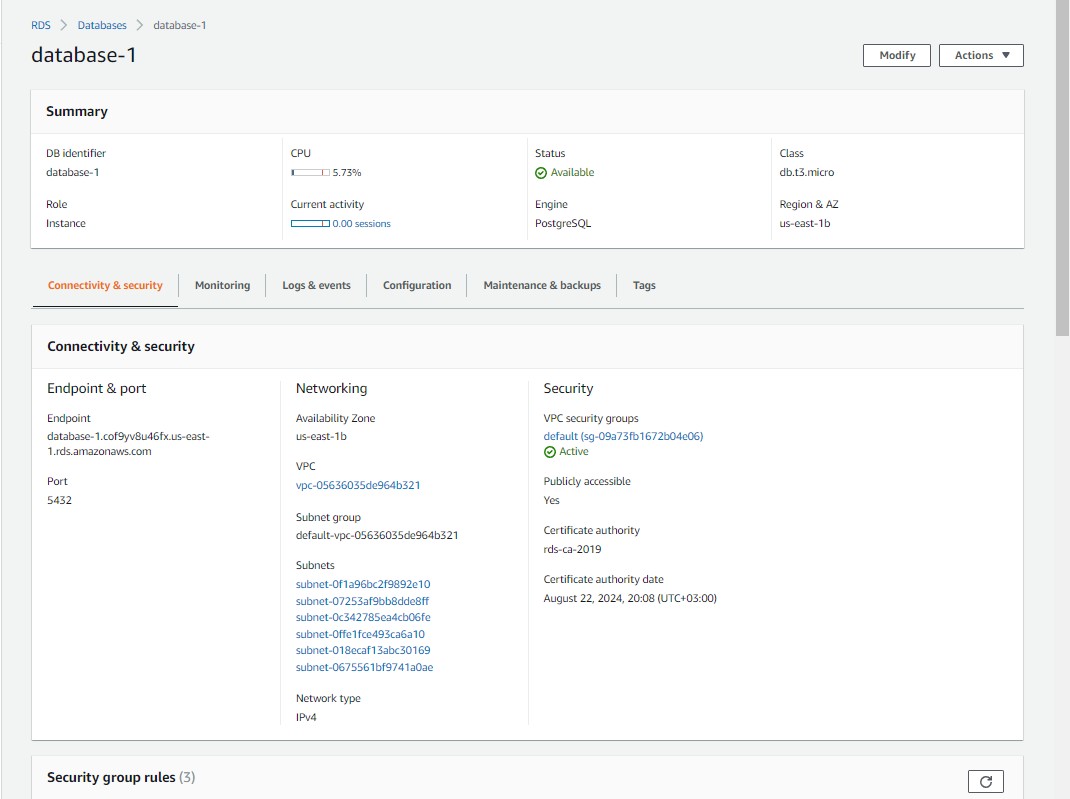 RDS > Databases > database-1
database-1
Modify
Actions
Summary
DB identifier
database-1
CPU
5.73%
Status
Available
Class
db.t3.micro
Role
Instance
Current activity
0.00 sessions
Engine
PostgreSQL
Region & AZ
us-east-1b
Connectivity & security
Monitoring
Logs & events
Configuration
Maintenance & backups
Tags
Connectivity & security
Endpoint & port
Endpoint
database-1.cof9yv8u46fx.us-east-
1.rds.amazonaws.com
Port
5432
Networking
Availability Zone
us-east-1b
VPC
vpc-05636035de964b321
Subnet group
default-vpc-05636035de964b321
Subnets
subnet-0f1a96bc2f9892e10
subnet-07253af9bb8dde8ff
subnet-0c342785ea4cb06fe
subnet-0ffe1fce493ca6a10
subnet-018ecaf13abc30169
subnet-0675561bf9741a0ae
Network type
IPv4
Security
VPC security groups
default (sg-09a73fb1672b04e06)
Active
Publicly accessible
Yes
Certificate authority
rds-ca-2019
Certificate authority date
August 22, 2024, 20:08 (UTC+03:00)
Security group rules (3)